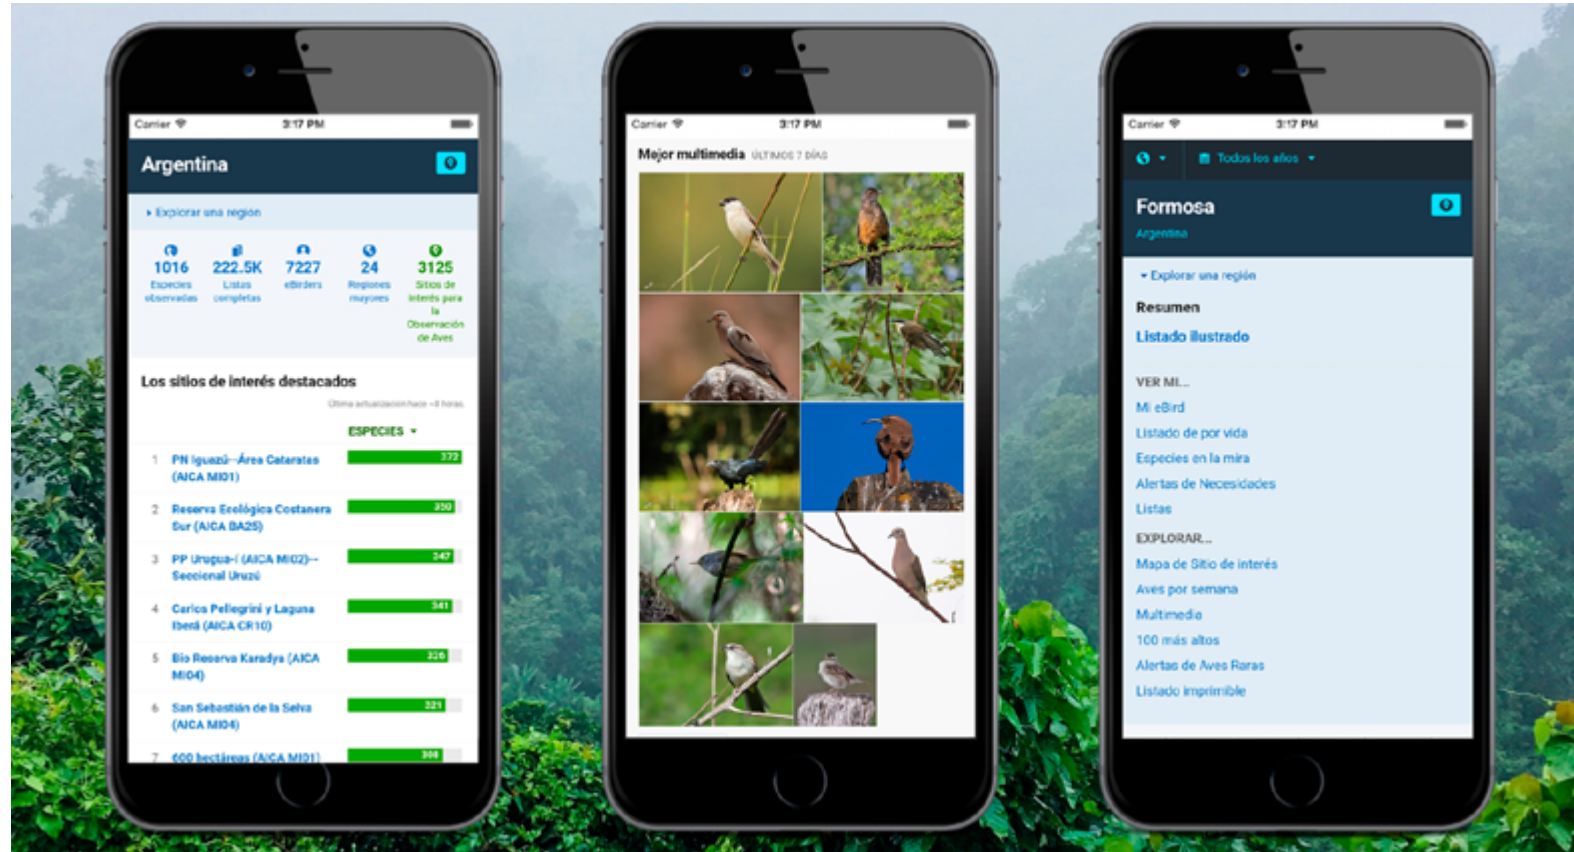 Carrier 3:17 PM
Argentina
Explorar una región
1016 222.5K 7227 24 3125
Especies observadas
Listas completas
eBirders
Regiones mayores
Sitios de interés para la Observación de Aves
Los sitios de interés destacados
Última actualización hace ~8 horas.
ESPECIES
1 PN Iguazú--Área Cataratas 372
(AICA MI01)
2 Reserva Ecológica Costanera 350
Sur (AICA BA25)
3 PP Urugua-í (AICA MI02)-- 347
Seccional Uruzú
4 Carlos Pellegrini y Laguna 341
Iberá (AICA CR10)
5 Bio Reserva Karadya (AICA 326
MI04)
6 San Sebastián de la Selva 321
(AICA MI04)
7 600 hectáreas (AICA MI01) 308
Carrier 3:17 PM
Mejor multimedia ÚLTIMOS 7 DÍAS
Carrier 3:17 PM
Todos los años
Formosa
Argentina
Explorar una región
Resumen
Listado ilustrado
VER MI...
Mi eBird
Listado de por vida
Especies en la mira
Alertas de Necesidades
Listas
EXPLORAR...
Mapa de Sitio de interés
Aves por semana
Multimedia
100 más altos
Alertas de Aves Raras
Listado imprimible